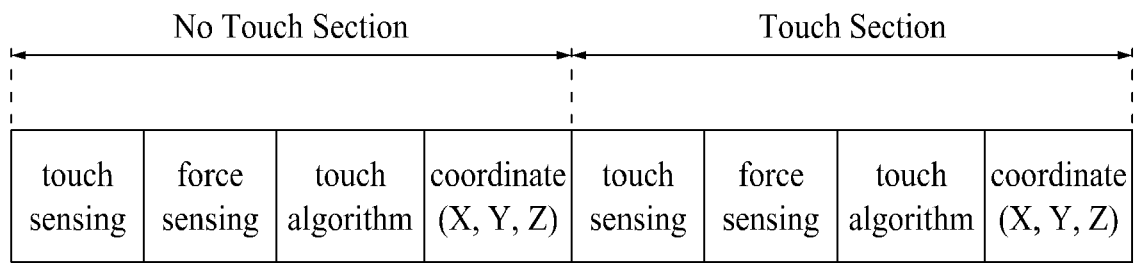 No Touch Section
Touch Section
touch
sensing
force
sensing
touch
algorithm
coordinate
(X, Y, Z)
touch
sensing
force
sensing
touch
algorithm
coordinate
(X, Y, Z)